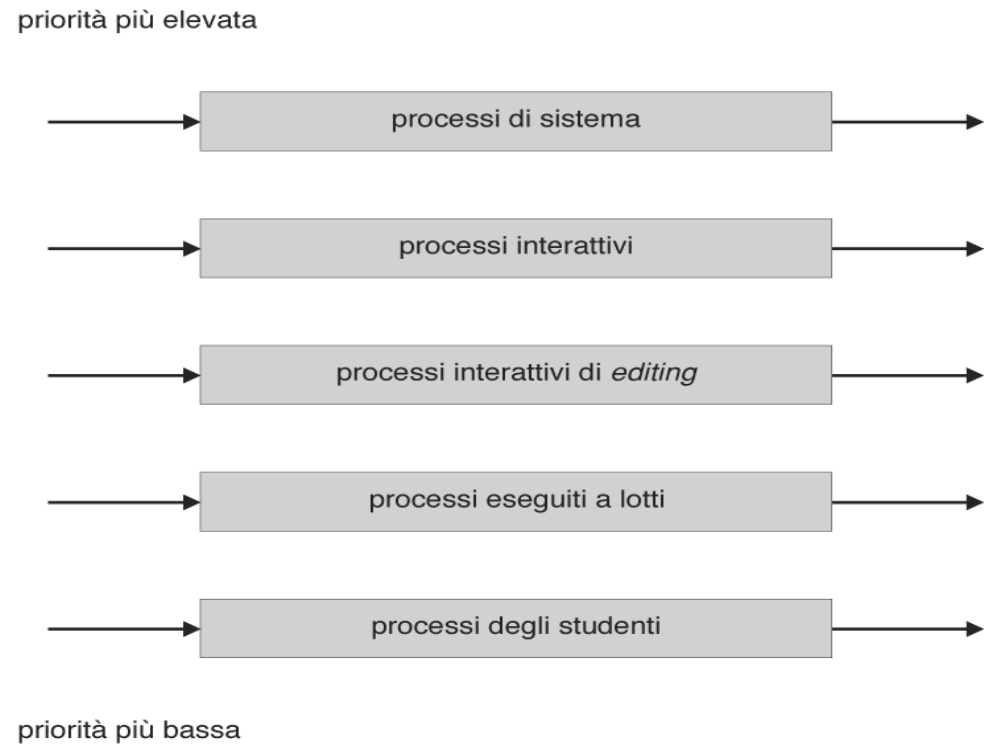 priorità più elevata
processi di sistema
processi interattivi
processi interattivi di editing
processi eseguiti a lotti
processi degli studenti
priorità più bassa